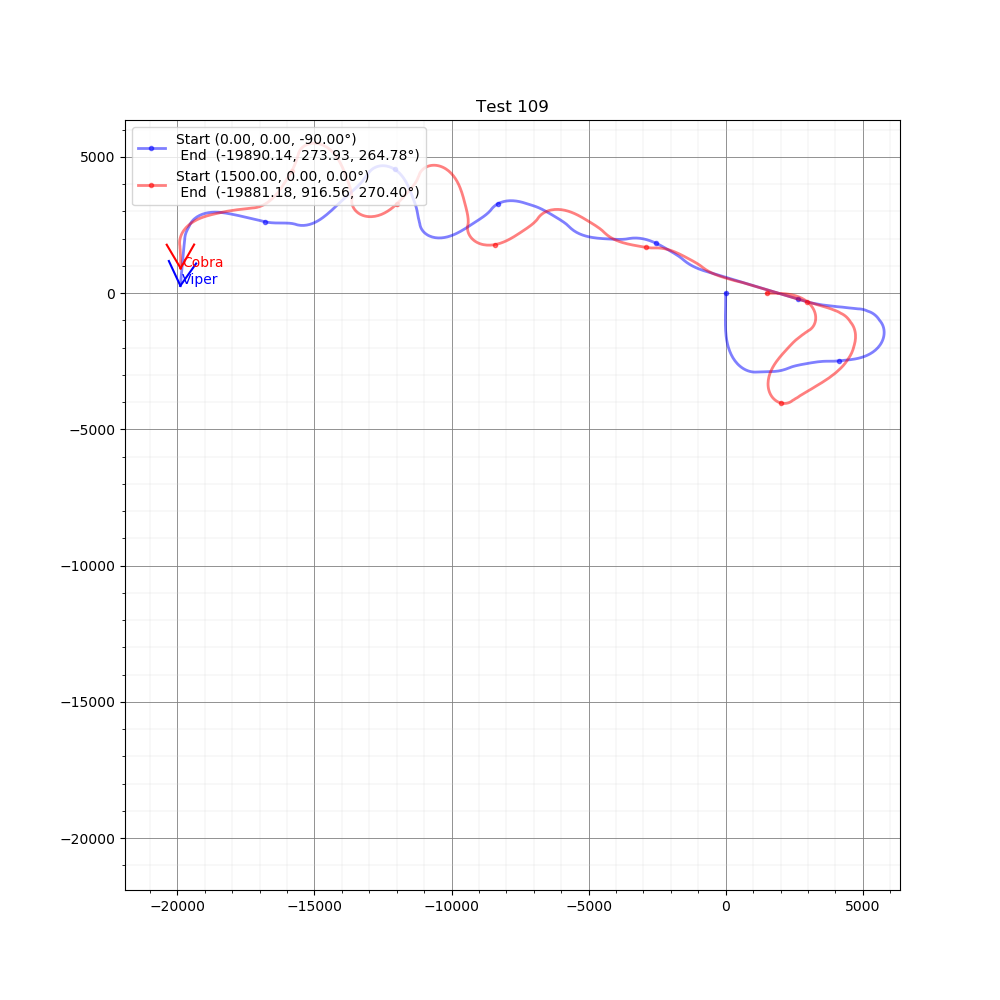 Test 109
Start (0.00, 0.00, -90.00°)
End (-19890.14, 273.93, 264.78°)
Start (1500.00, 0.00, 0.00°)
End (-19881.18, 916.56, 270.40°)
Cobra
Viper
5000
0
−5000
−10000
−15000
−20000
−20000 −15000 −10000 −5000 0 5000